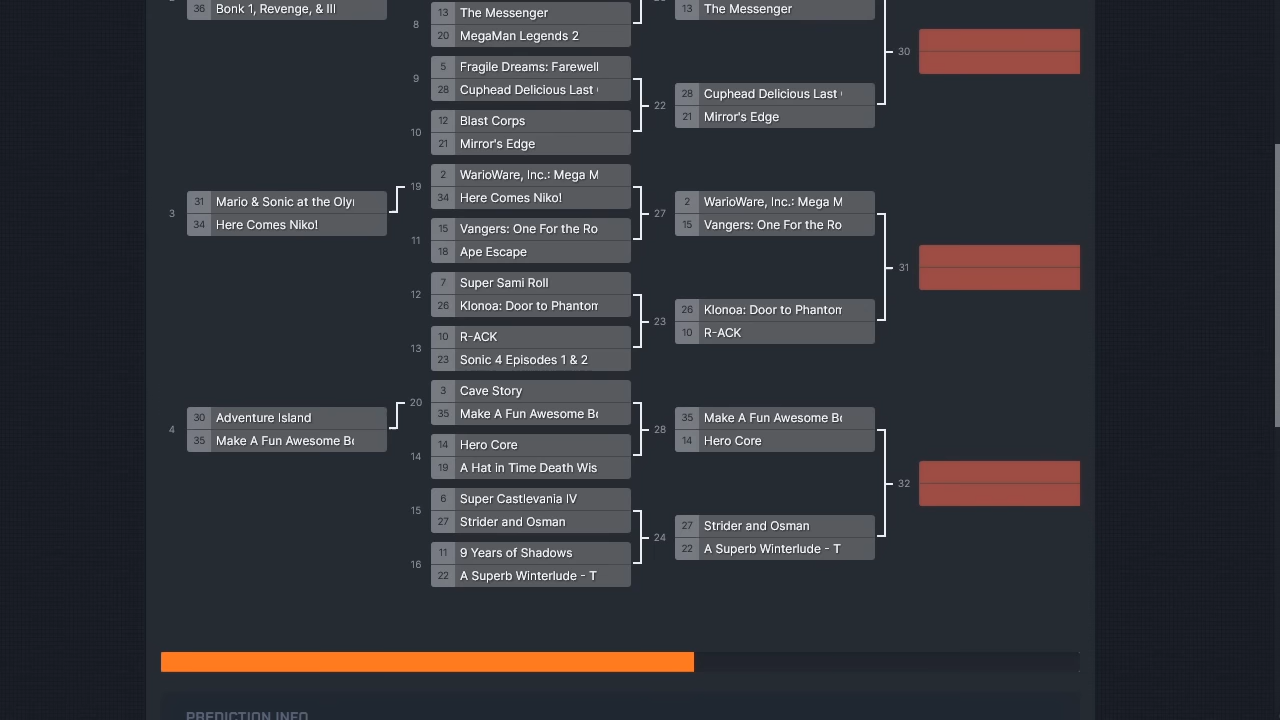 36 Bonk 1, Revenge, & III
3
31 Mario & Sonic at the Oly
34 Here Comes Niko!
4
30 Adventure Island
35 Make A Fun Awesome Bo
8
13 The Messenger
20 MegaMan Legends 2
9
5 Fragile Dreams: Farewell
28 Cuphead Delicious Last
10
12 Blast Corps
21 Mirror's Edge
19
2 WarioWare, Inc.: Mega M
34 Here Comes Niko!
11
15 Vangers: One For the Ro
18 Ape Escape
12
7 Super Sami Roll
26 Klonoa: Door to Phantom
13
10 R-ACK
23 Sonic 4 Episodes 1 & 2
20
3 Cave Story
35 Make A Fun Awesome Bo
14
14 Hero Core
19 A Hat in Time Death Wis
15
6 Super Castlevania IV
27 Strider and Osman
16
11 9 Years of Shadows
22 A Superb Winterlude - T
13 The Messenger
22
28 Cuphead Delicious Last
21 Mirror's Edge
27
2 WarioWare, Inc.: Mega M
15 Vangers: One For the Ro
23
26 Klonoa: Door to Phantom
10 R-ACK
28
35 Make A Fun Awesome Bo
14 Hero Core
24
27 Strider and Osman
22 A Superb Winterlude - T
30
31
32
PREDICTION INFO